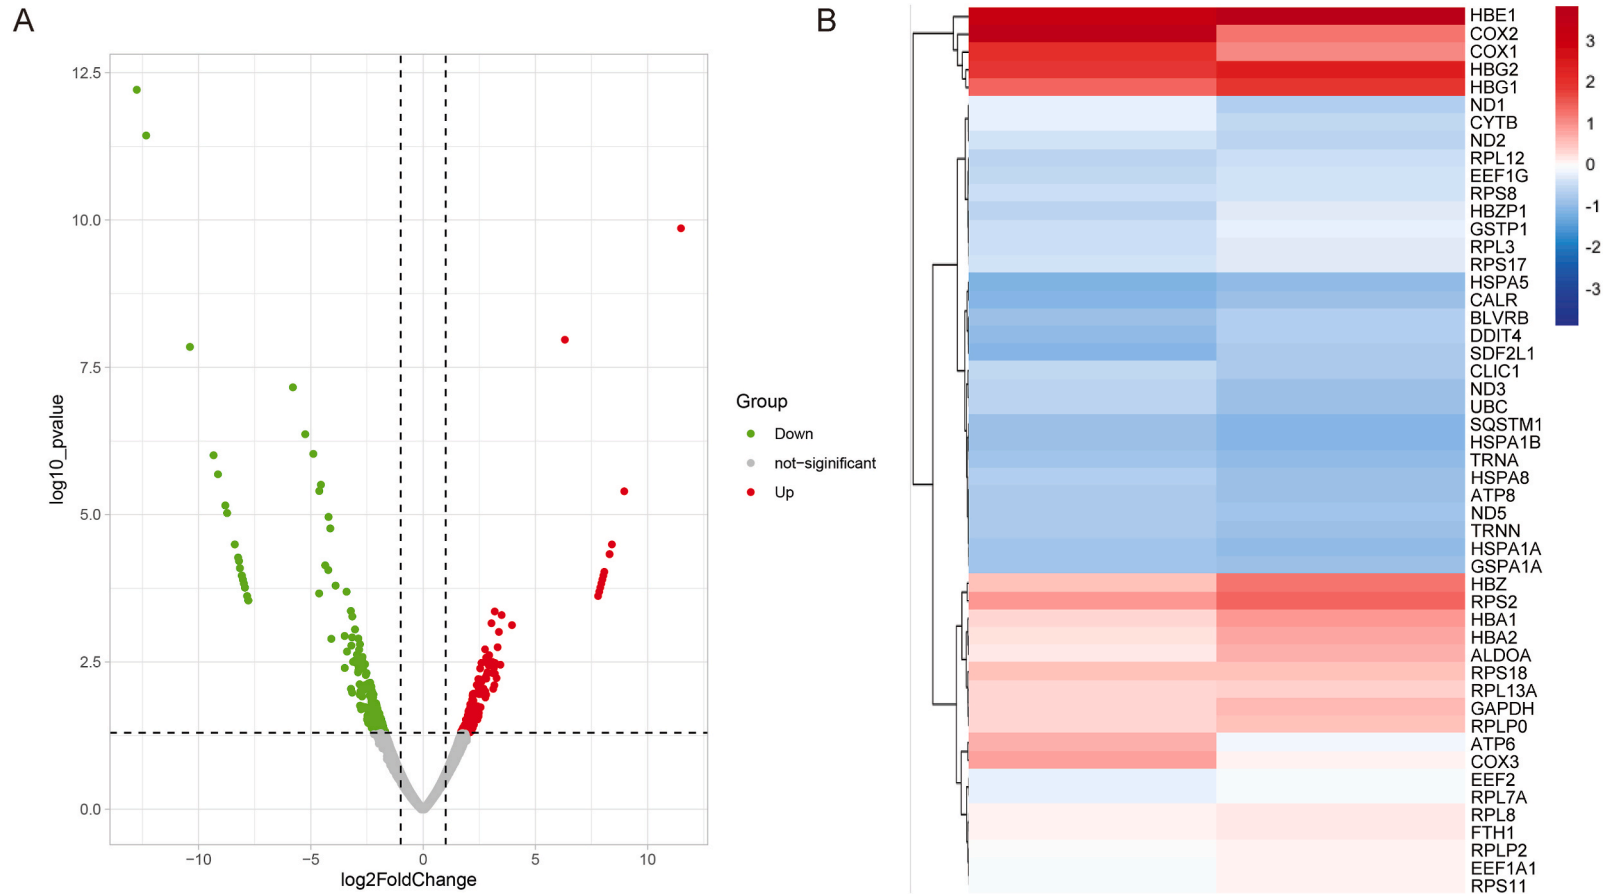 A
12.5
10.0
7.5
5.0
2.5
0.0
log10_pvalue
−10
−5
0
5
10
log2FoldChange
Group
Down
not−siginificant
Up
B
HBE1
COX2
COX1
HBG2
HBG1
ND1
CYTB
ND2
RPL12
EEF1G
RPS8
HBZP1
GSTP1
RPL3
RPS17
HSPA5
CALR
BLVRB
DDIT4
SDF2L1
CLIC1
ND3
UBC
SQSTM1
HSPA1B
TRNA
HSPA8
ATP8
ND5
TRNN
HSPA1A
GSPA1A
HBZ
RPS2
HBA1
HBA2
ALDOA
RPS18
RPL13A
GAPDH
RPLP0
ATP6
COX3
EEF2
RPL7A
RPL8
FTH1
RPLP2
EEF1A1
RPS11
3
2
1
0
-1
-2
-3